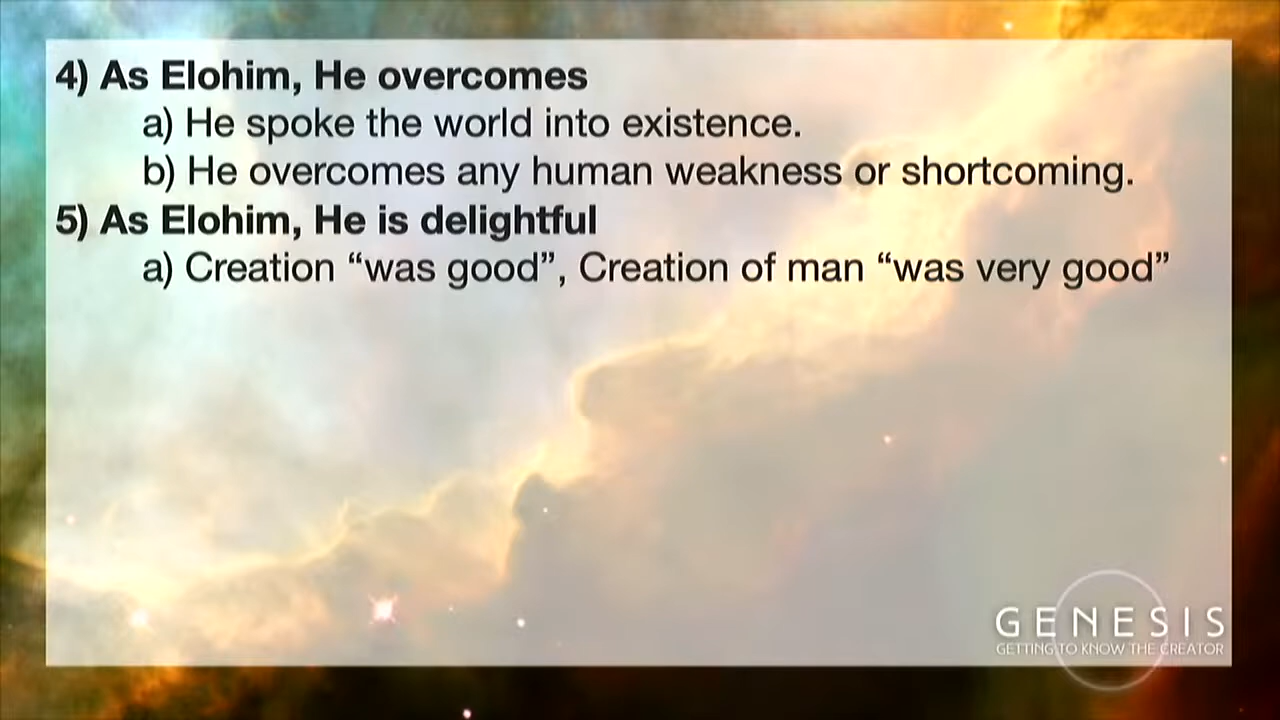 4) As Elohim, He overcomes
a) He spoke the world into existence.
b) He overcomes any human weakness or shortcoming.
5) As Elohim, He is delightful
a) Creation “was good”, Creation of man “was very good”
GENESIS
GETTING TO KNOW THE CREATOR